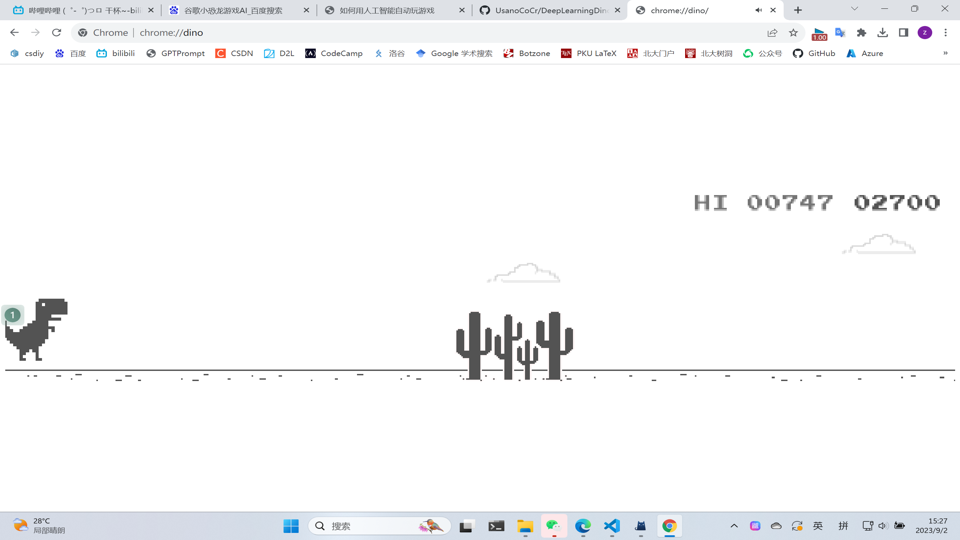 哔哩哔哩 (゜-゜)つロ 干杯~-bili
谷歌小恐龙游戏AI_百度搜索
如何用人工智能自动玩游戏
UsanoCoCr/DeepLearningDin
chrome://dino/
Chrome | chrome://dino
1.00
z
csdiy
百度
bilibili
GPTPrompt
CSDN
D2L
CodeCamp
洛谷
Google 学术搜索
Botzone
PKU LaTeX
北大门户
北大树洞
公众号
GitHub
Azure
»
HI 00747 02700
1
28°C
局部晴朗
搜索
英
拼
15:27
2023/9/2